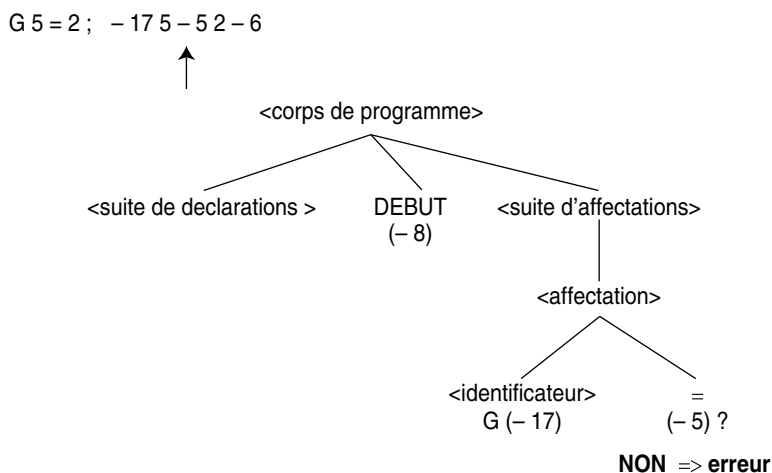 G 5 = 2 ; – 17 5 – 5 2 – 6
<corps de programme>
<suite de declarations > DEBUT <suite d'affectations>
(– 8)
<affectation>
<identificateur> =
G (– 17) (– 5) ?
NON => erreur